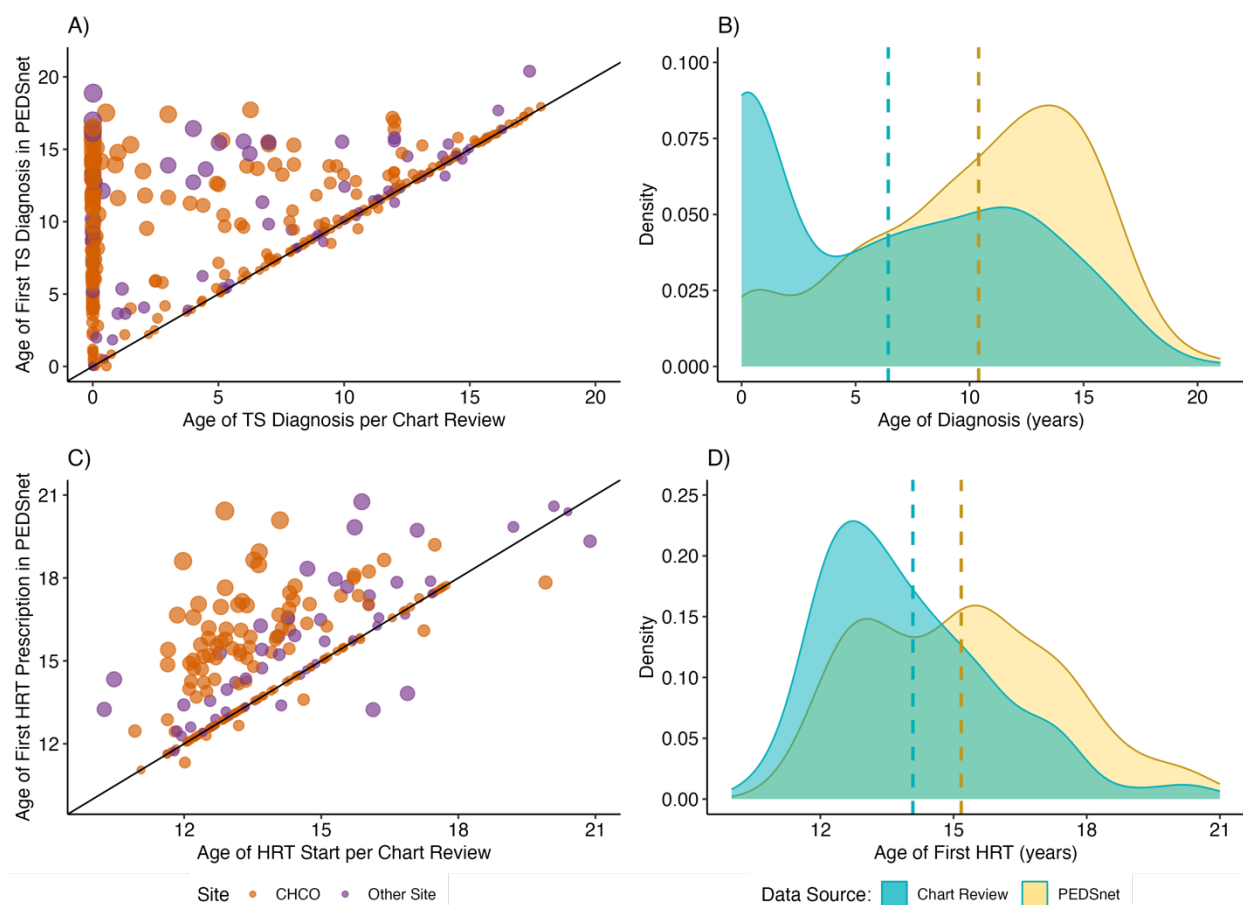 A)
Age of First TS Diagnosis in PEDSnet
20
15
10
5
0
0 5 10 15 20
Age of TS Diagnosis per Chart Review
B)
Density
0.100
0.075
0.050
0.025
0.000
0 5 10 15 20
Age of Diagnosis (years)
C)
Age of First HRT Prescription in PEDSnet
21
18
15
12
12 15 18 21
Age of HRT Start per Chart Review
D)
Density
0.25
0.20
0.15
0.10
0.05
0.00
12 15 18 21
Age of First HRT (years)
Site CHCO Other Site
Data Source: Chart Review PEDSnet